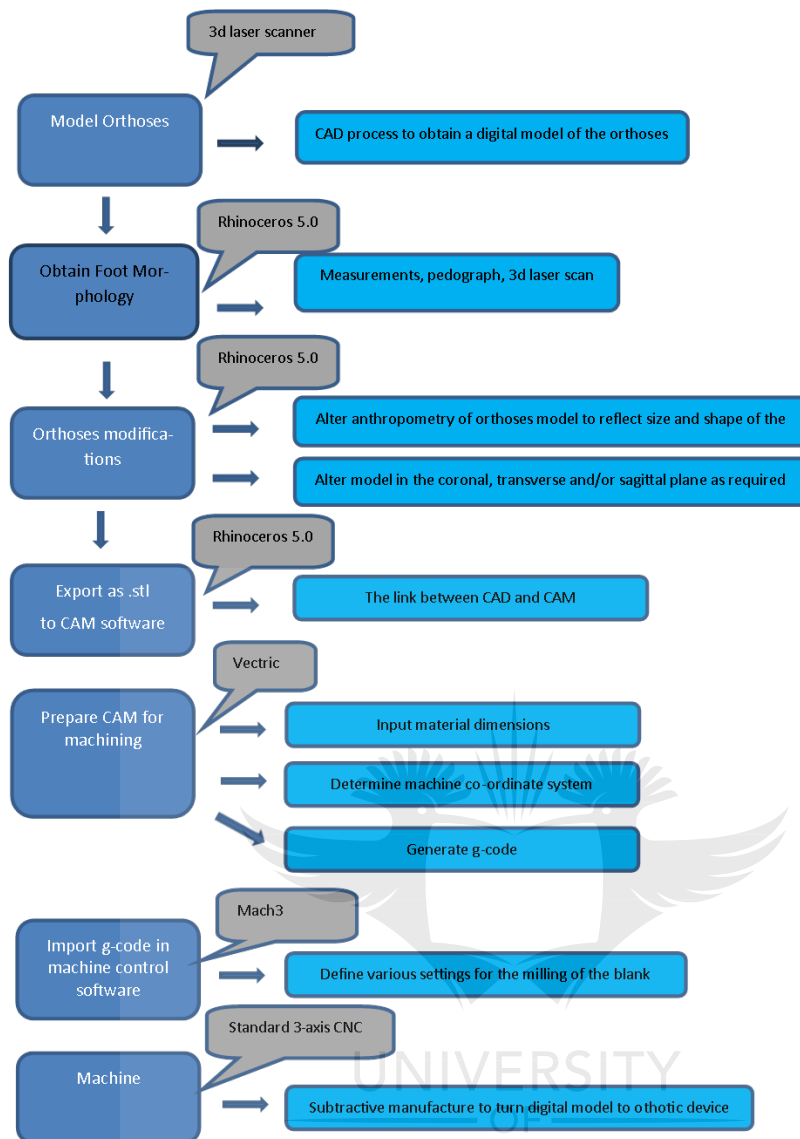 3d laser scanner
Model Orthoses
CAD process to obtain a digital model of the orthoses
Rhinoceros 5.0
Obtain Foot Mor-
phology
Measurements, pedograph, 3d laser scan
Rhinoceros 5.0
Orthoses modifica-
tions
Alter anthropometry of orthoses model to reflect size and shape of the
Alter model in the coronal, transverse and/or sagittal plane as required
Rhinoceros 5.0
Export as .stl
to CAM software
The link between CAD and CAM
Vectric
Prepare CAM for
machining
Input material dimensions
Determine machine co-ordinate system
Generate g-code
Mach3
Import g-code in
machine control
software
Define various settings for the milling of the blank
Standard 3-axis CNC
Machine
UNIVERSITY
Subtractive manufacture to turn digital model to othotic device
OF